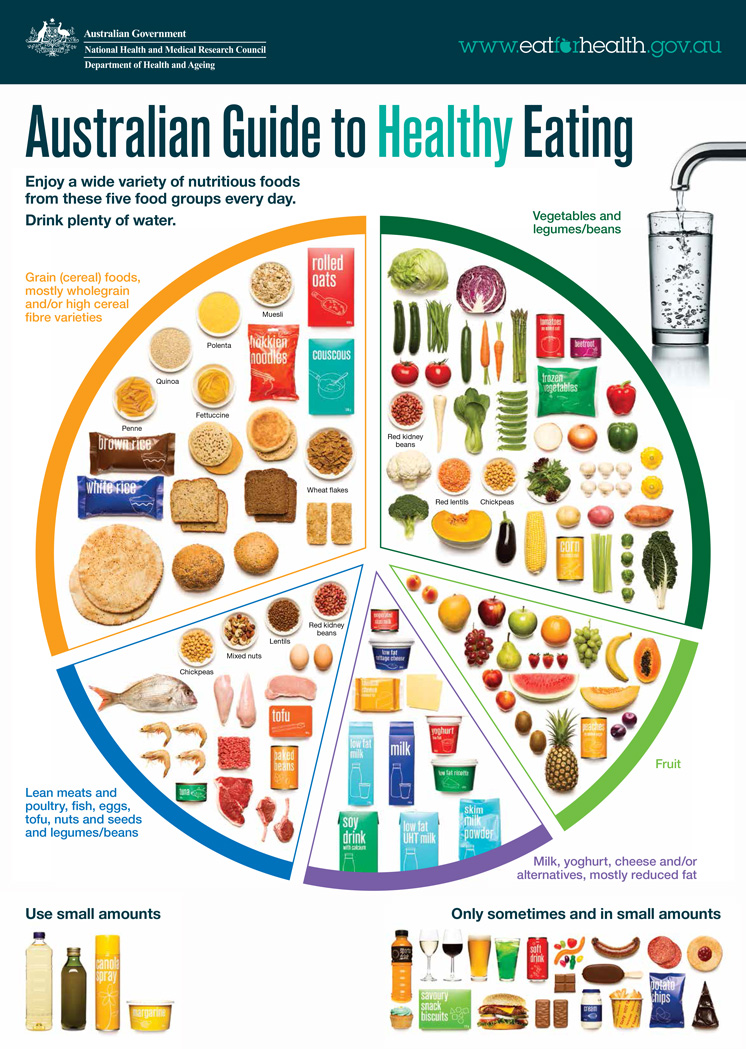 Australian Government
National Health and Medical Research Council
Department of Health and Ageing
www.eatforhealth.gov.au
Australian Guide to Healthy Eating
Enjoy a wide variety of nutritious foods
from these five food groups every day.
Drink plenty of water.
Grain (cereal) foods,
mostly wholegrain
and/or high cereal
fibre varieties
Muesli
rolled
oats
Polenta
hokkien
noodles
couscous
Quinoa
Fettuccine
Penne
brown rice
white rice
Wheat flakes
Vegetables and
legumes/beans
tomatoes
beetroot
frozen
vegetables
Red kidney
beans
Red lentils
Chickpeas
corn
Red kidney
beans
Lentils
Mixed nuts
Chickpeas
tofu
baked
beans
tuna
Lean meats and
poultry, fish, eggs,
tofu, nuts and seeds
and legumes/beans
low fat
cottage cheese
low fat
milk
milk
yoghurt
low fat ricotta
soy
drink
with calcium
low fat
UHT milk
skim
milk
powder
Milk, yoghurt, cheese and/or
alternatives, mostly reduced fat
peaches
Fruit
Use small amounts
canola
spray
margarine
Only sometimes and in small amounts
soft
drink
savoury
snack
biscuits
cream
potato
chips